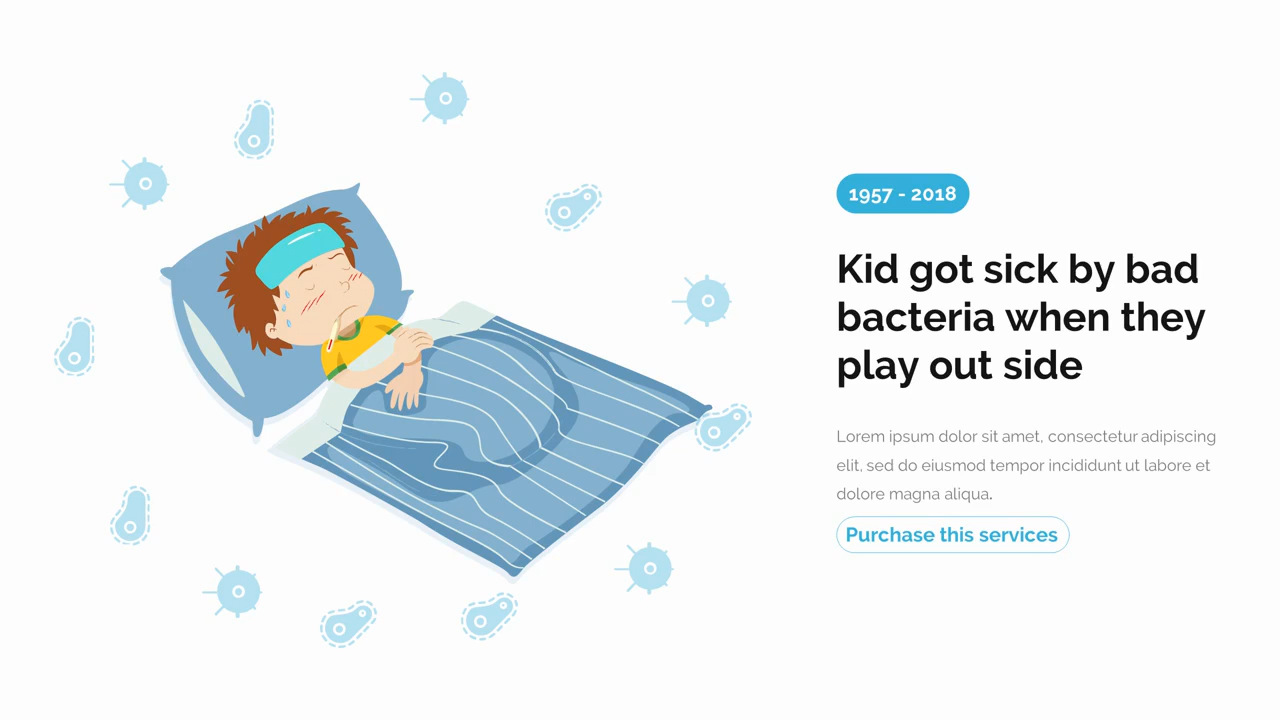 1957 - 2018
Kid got sick by bad
bacteria when they
play out side
Lorem ipsum dolor sit amet, consectetur adipiscing
elit, sed do eiusmod tempor incididunt ut labore et
dolore magna aliqua.
Purchase this services